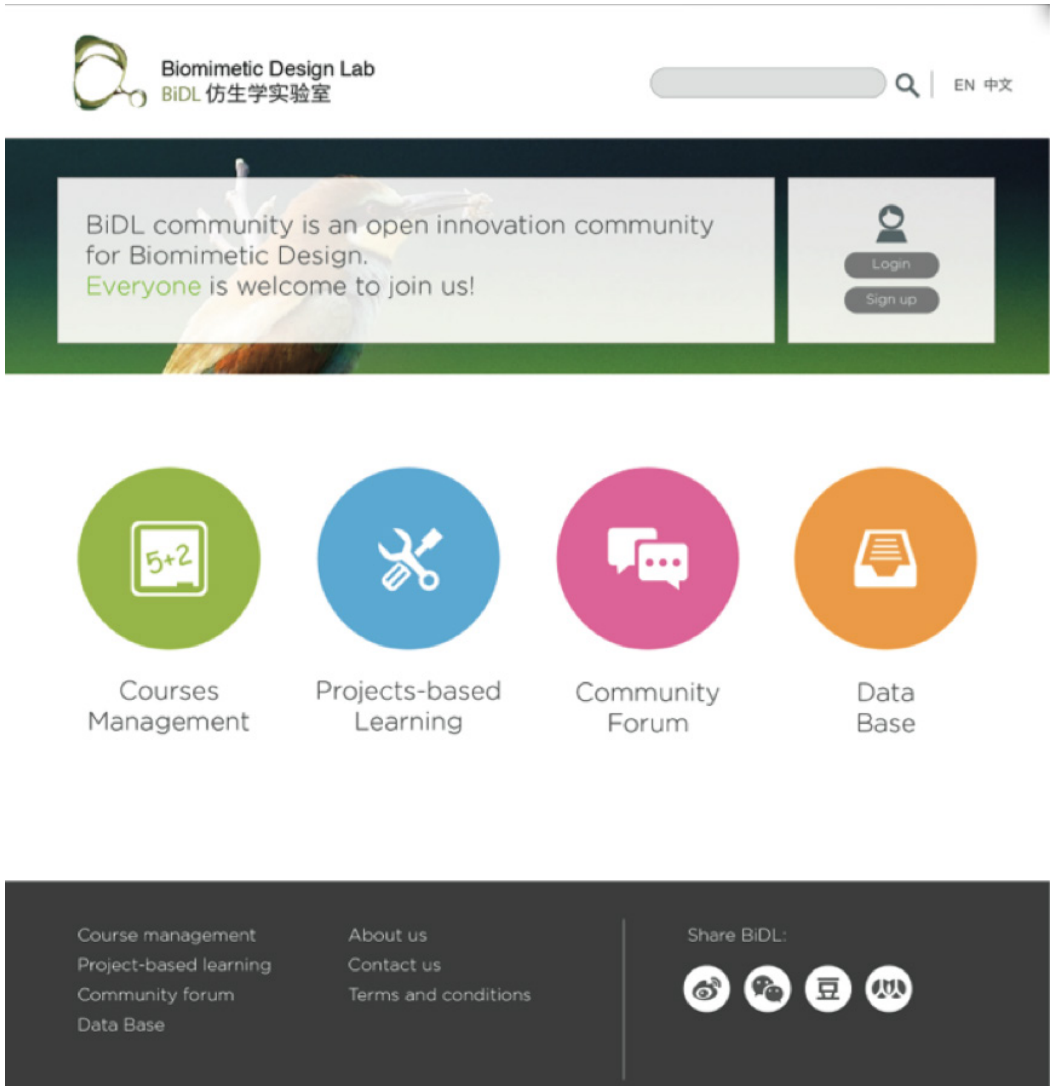 Biomimetic Design Lab
BiDL 仿生学实验室
EN 中文
BiDL community is an open innovation community
for Biomimetic Design.
Everyone is welcome to join us!
Login
Sign up
5+2
Courses
Management
Projects-based
Learning
Community
Forum
Data
Base
Course management
Project-based learning
Community forum
Data Base
About us
Contact us
Terms and conditions
Share BiDL:
豆